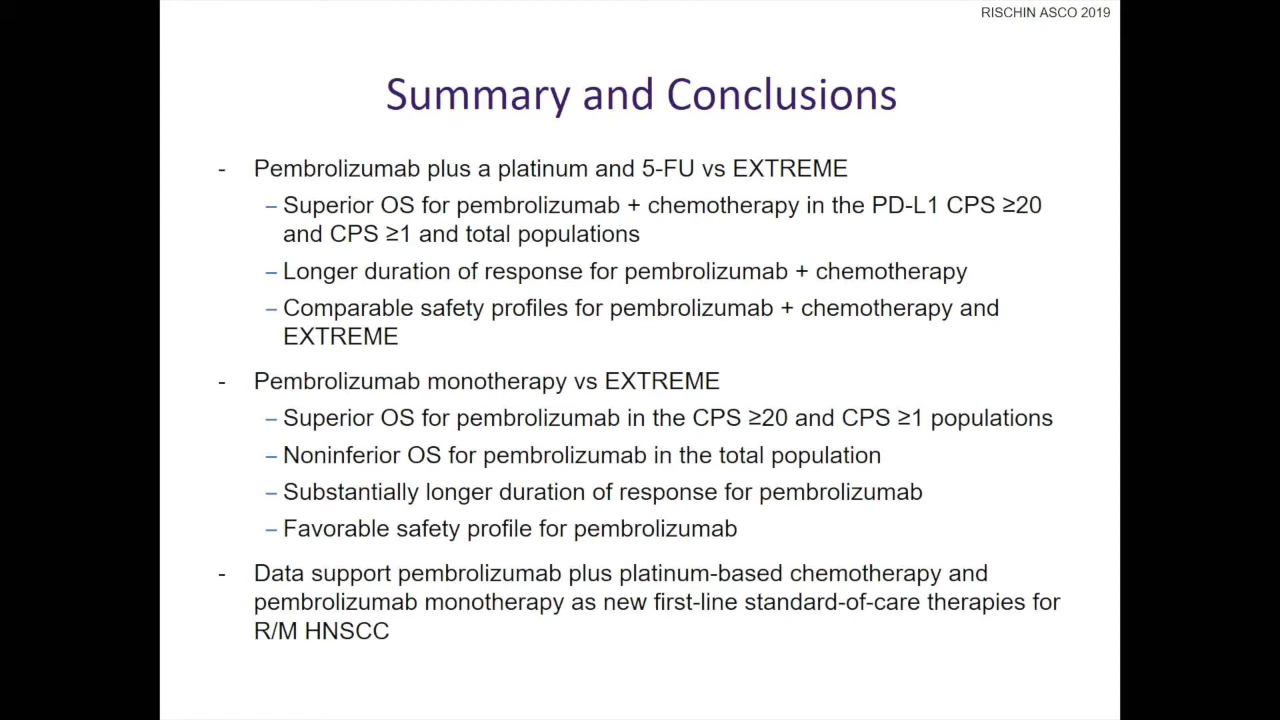 RISCHIN ASCO 2019
Summary and Conclusions
- Pembrolizumab plus a platinum and 5-FU vs EXTREME
– Superior OS for pembrolizumab + chemotherapy in the PD-L1 CPS ≥20
and CPS ≥1 and total populations
– Longer duration of response for pembrolizumab + chemotherapy
– Comparable safety profiles for pembrolizumab + chemotherapy and
EXTREME
- Pembrolizumab monotherapy vs EXTREME
– Superior OS for pembrolizumab in the CPS ≥20 and CPS ≥1 populations
– Noninferior OS for pembrolizumab in the total population
– Substantially longer duration of response for pembrolizumab
– Favorable safety profile for pembrolizumab
- Data support pembrolizumab plus platinum-based chemotherapy and
pembrolizumab monotherapy as new first-line standard-of-care therapies for
R/M HNSCC